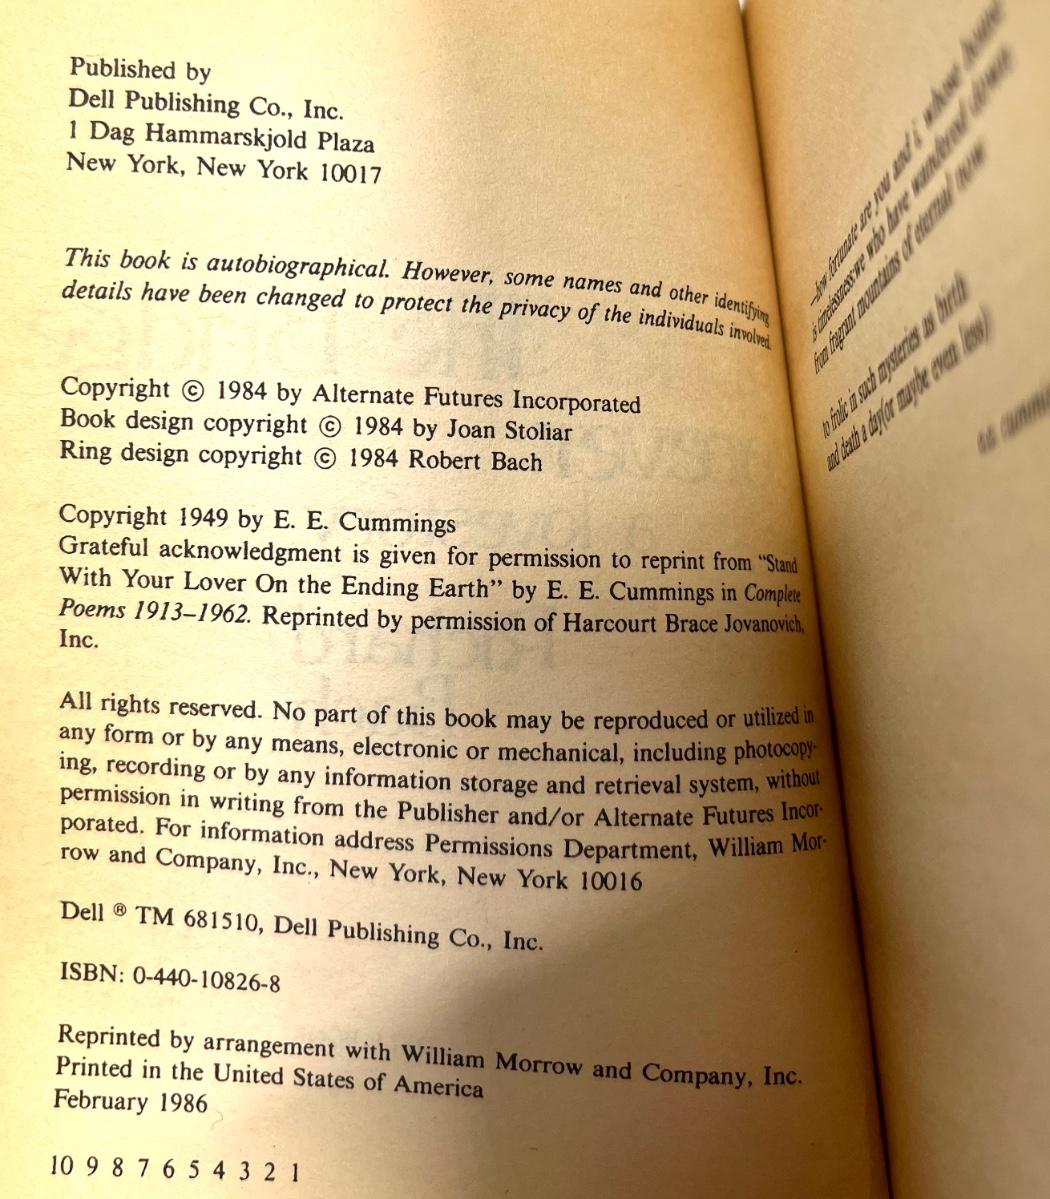 Published by
Dell Publishing Co., Inc.
1 Dag Hammarskjold Plaza
New York, New York 10017
This book is autobiographical. However, some names and other identifying
details have been changed to protect the privacy of the individuals involved.
Copyright © 1984 by Alternate Futures Incorporated
Book design copyright © 1984 by Joan Stoliar
Ring design copyright © 1984 Robert Bach
Copyright 1949 by E. E. Cummings
Grateful acknowledgment is given for permission to reprint from “Stand
With Your Lover On the Ending Earth” by E. E. Cummings in Complete
Poems 1913–1962. Reprinted by permission of Harcourt Brace Jovanovich,
Inc.
All rights reserved. No part of this book may be reproduced or utilized in
any form or by any means, electronic or mechanical, including photocopy-
ing, recording or by any information storage and retrieval system, without
permission in writing from the Publisher and/or Alternate Futures Incor-
porated. For information address Permissions Department, William Mor-
row and Company, Inc., New York, New York 10016
Dell ® TM 681510, Dell Publishing Co., Inc.
ISBN: 0-440-10826-8
Reprinted by arrangement with William Morrow and Company, Inc.
Printed in the United States of America
February 1986
10 9 8 7 6 5 4 3 2 1
—how fortunate are you and i, whose home
is timelessness:we who have wandered down
from fragrant mountains of eternal now
to frolic in such mysteries as birth
and death a day(or maybe even less)